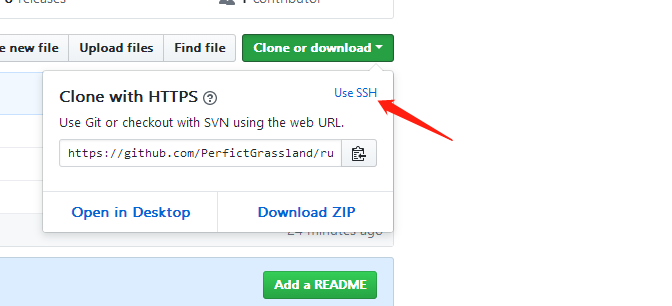 releases
1 contributor
e new file Upload files Find file Clone or download
Clone with HTTPS Use SSH
Use Git or checkout with SVN using the web URL.
https://github.com/PerfictGrassland/ru
Open in Desktop Download ZIP
24 minutes ago
Add a README